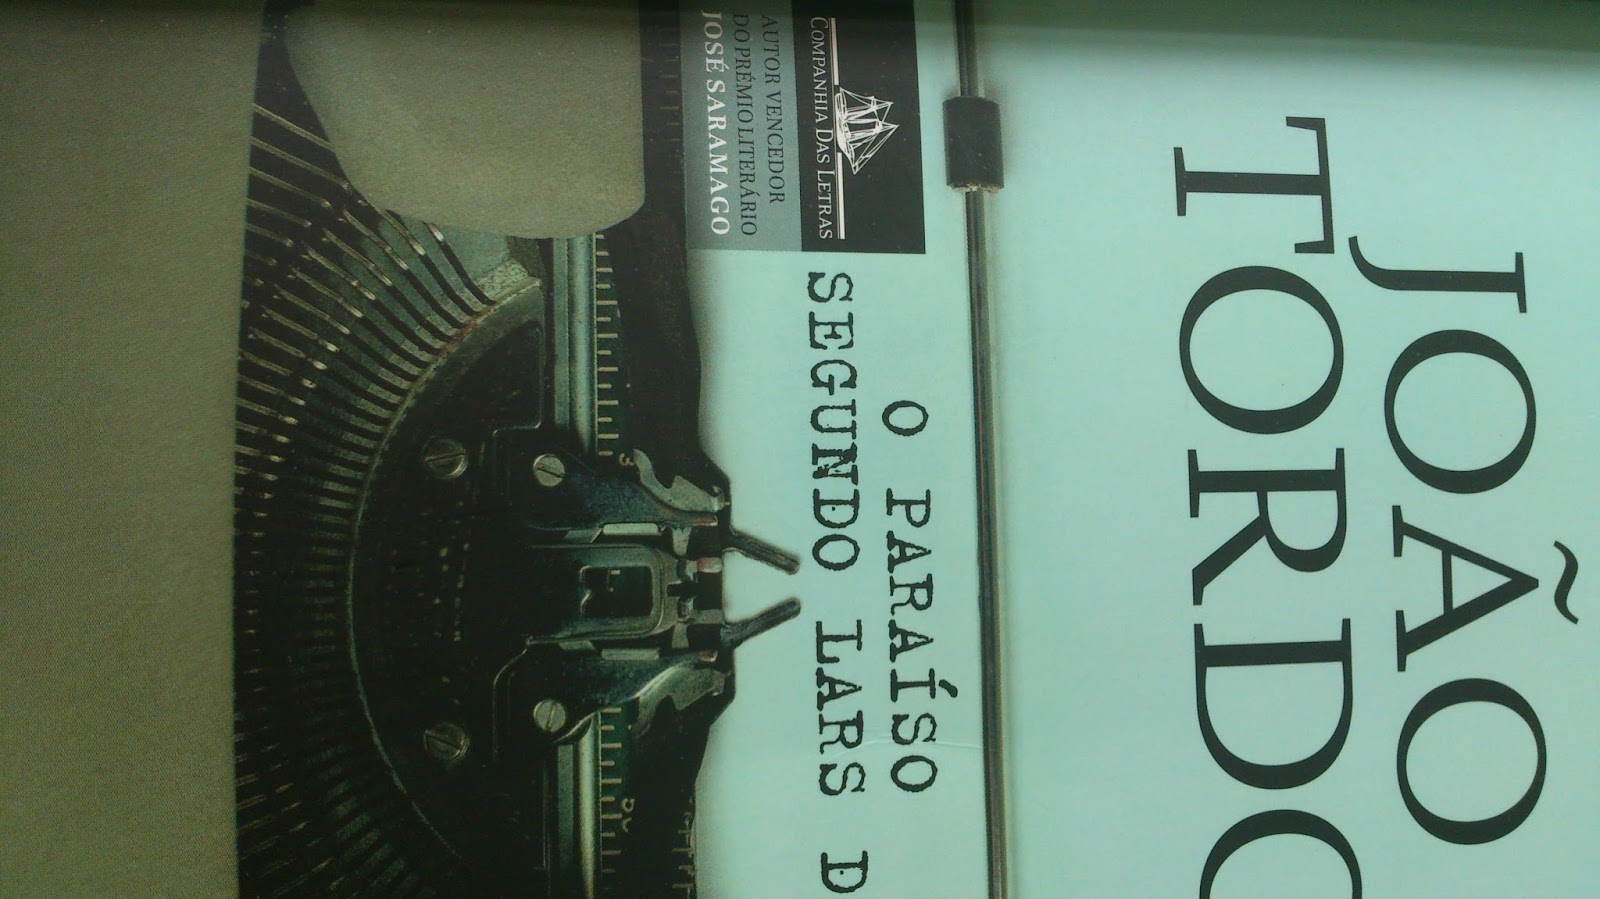 JOÃO
TORDO
O PARAÍSO
SEGUNDO LARS D
COMPANHIA DAS LETRAS
AUTOR VENCEDOR
DO PRÉMIO LITERÁRIO
JOSÉ SARAMAGO